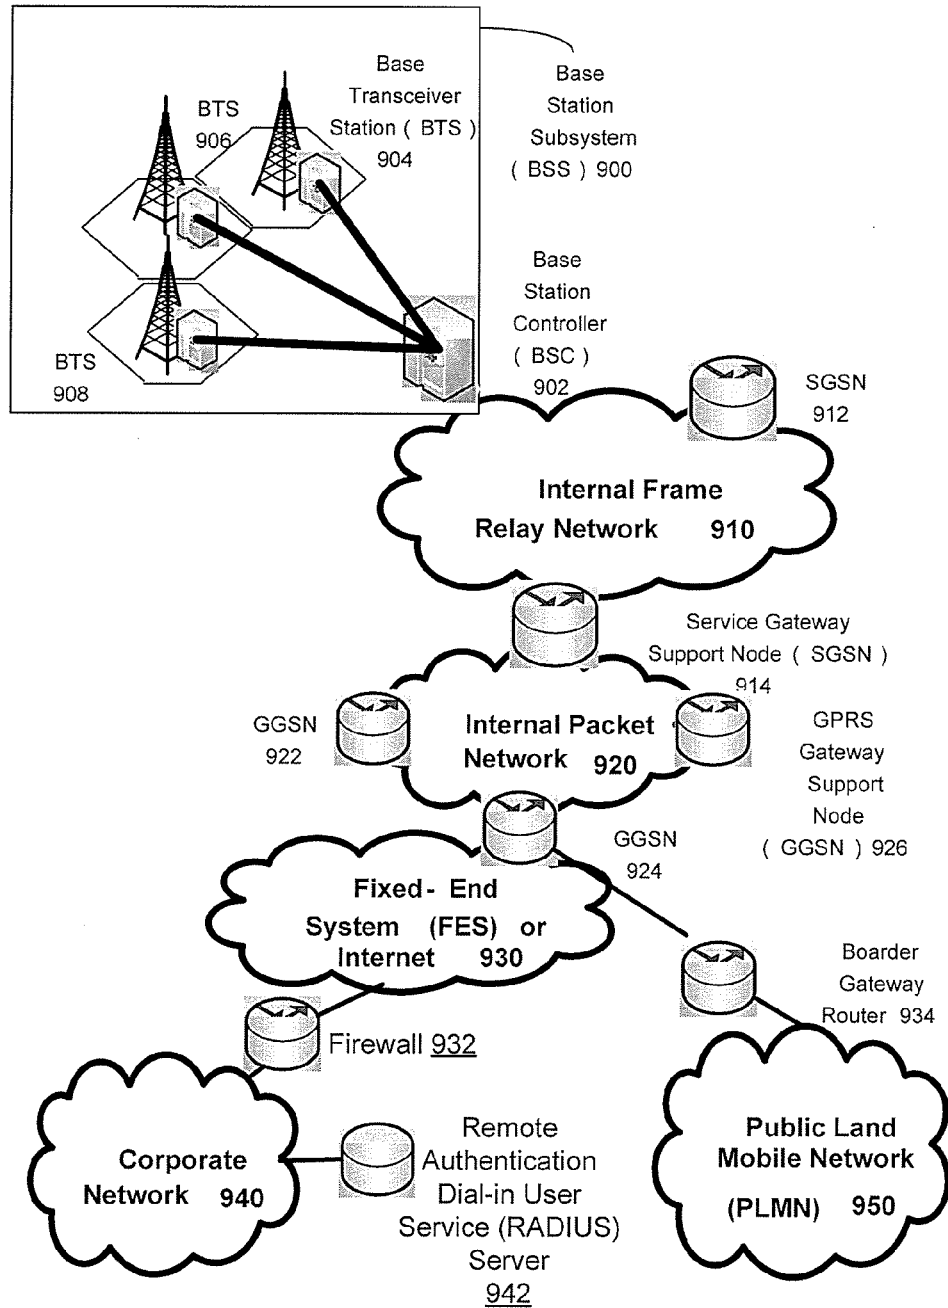 Base
Transceiver
Station ( BTS )
904
BTS
906
BTS
908
Base
Station
Subsystem
( BSS ) 900
Base
Station
Controller
( BSC )
902
SGSN
912
Internal Frame
Relay Network 910
Service Gateway
Support Node ( SGSN )
914
GGSN
922
Internal Packet
Network 920
GPRS
Gateway
Support
Node
( GGSN ) 926
GGSN
924
Fixed- End
System (FES) or
Internet 930
Boarder
Gateway
Router 934
Firewall 932
Corporate
Network 940
Remote
Authentication
Dial-in User
Service (RADIUS)
Server
942
Public Land
Mobile Network
(PLMN) 950